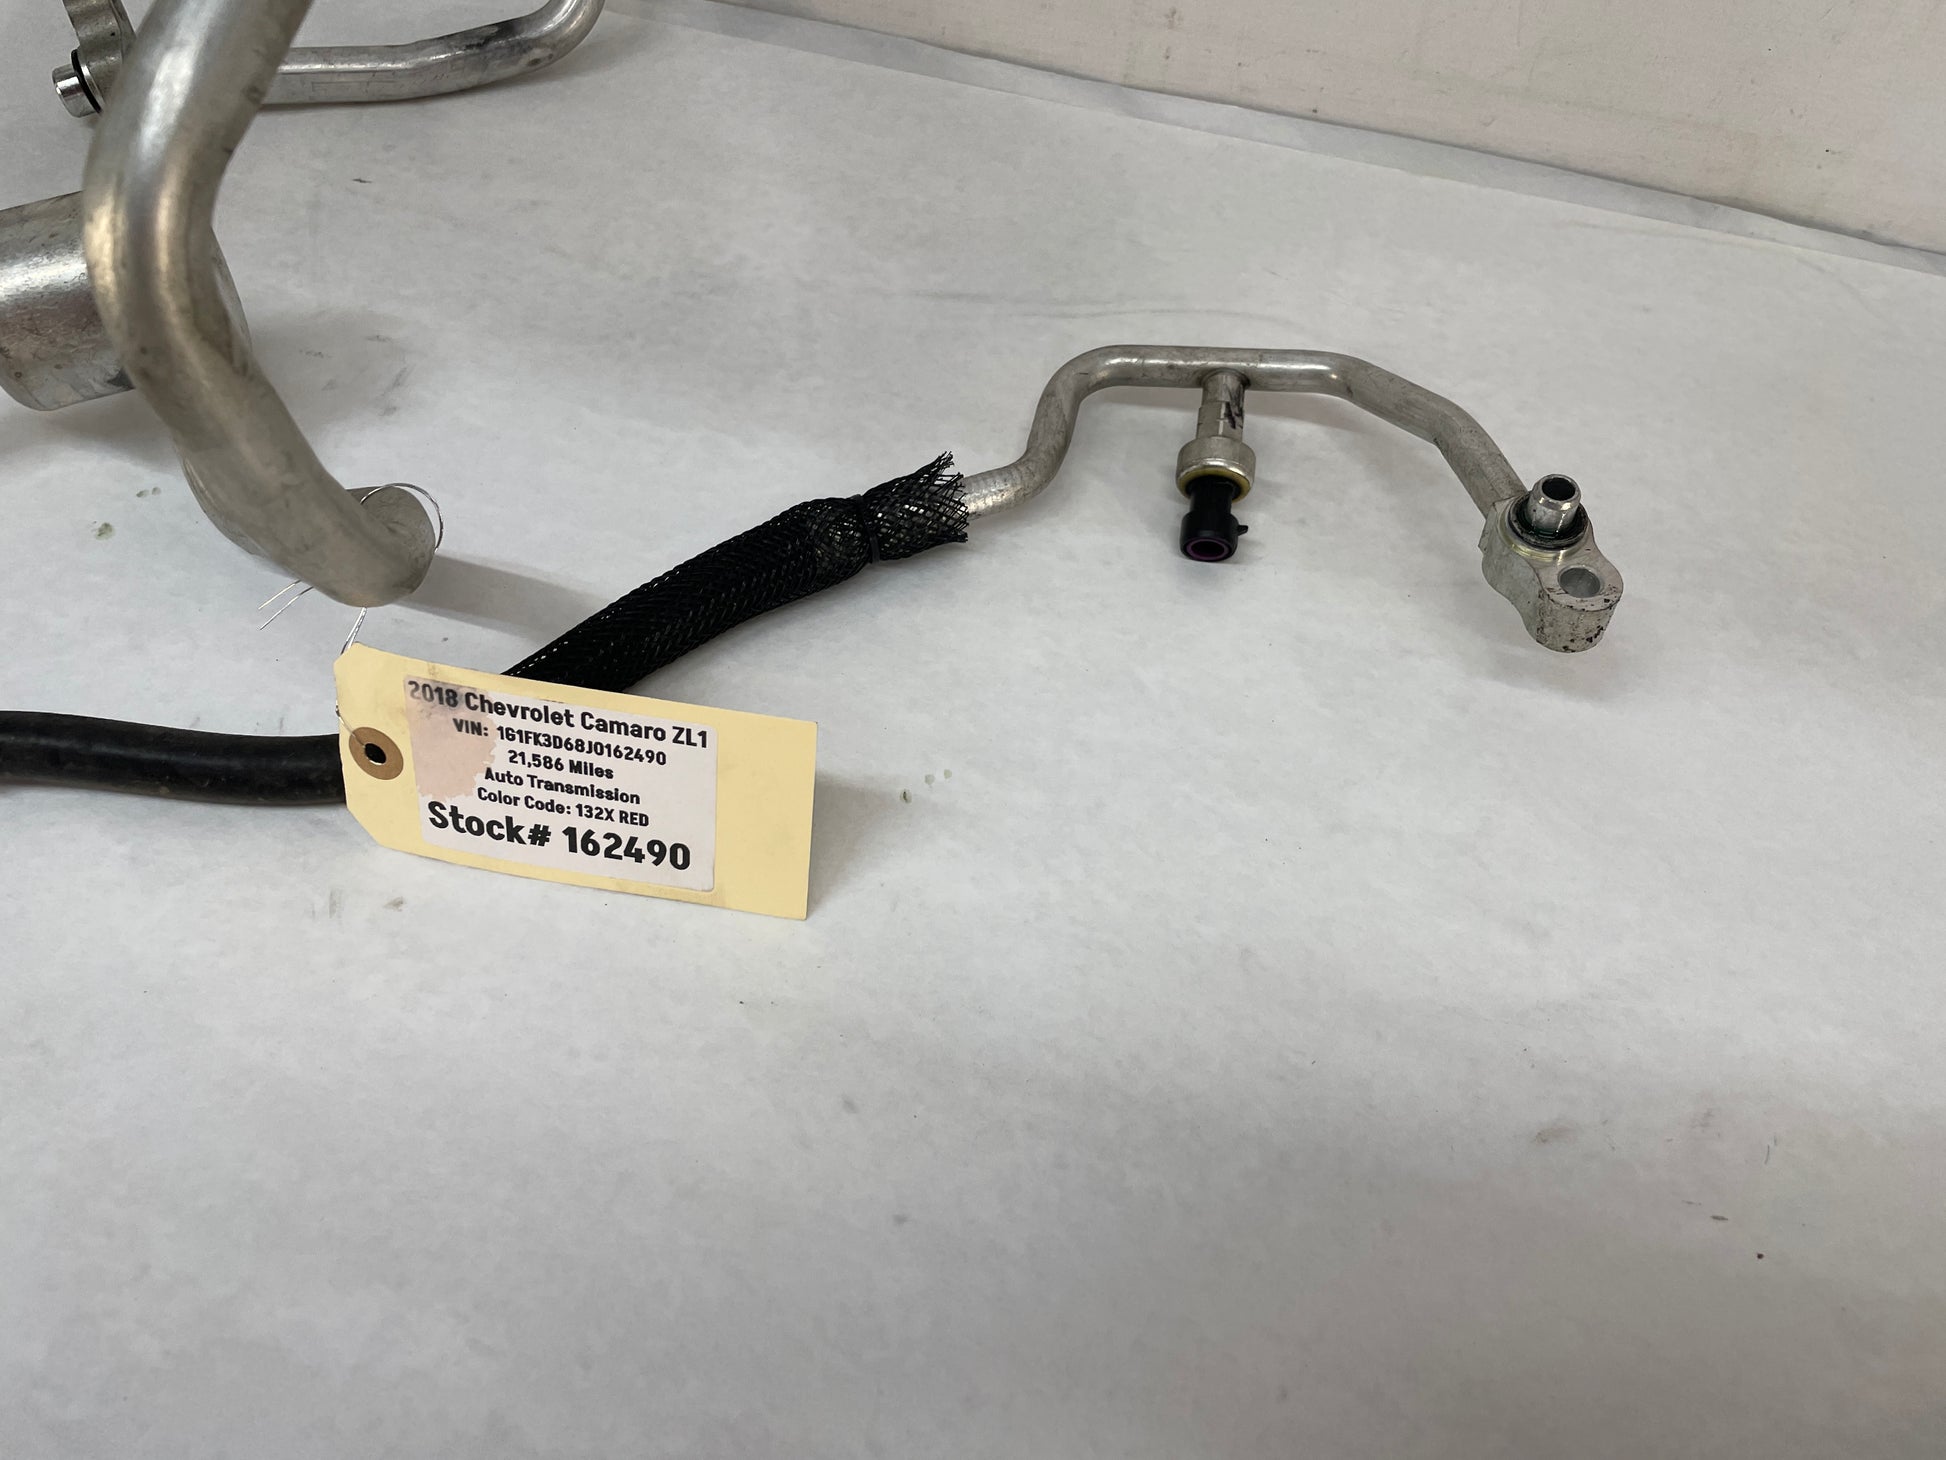 2018 Chevrolet Camaro ZL1
VIN: 1G1FK3D68J0162490
21,586 Miles
Auto Transmission
Color Code: 132X RED
Stock# 162490